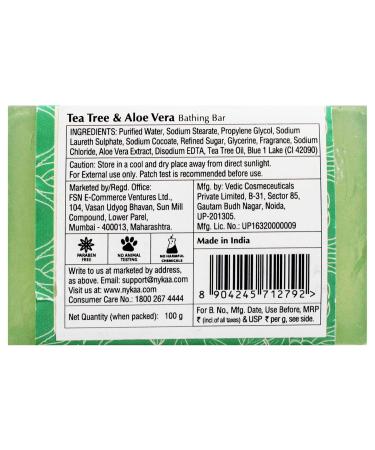 Tea Tree & Aloe Vera Bathing Bar
INGREDIENTS: Purified Water, Sodium Stearate, Propylene Glycol, Sodium
Laureth Sulphate, Sodium Cocoate, Refined Sugar, Glycerine, Fragrance, Sodium
Chloride, Aloe Vera Extract, Disodium EDTA, Tea Tree Oil, Blue 1 Lake (CI 42090)
Caution: Store in a cool and dry place away from direct sunlight.
For External use only. Patch test is recommended before use.
Marketed by/Regd. Office:
FSN E-Commerce Ventures Ltd.,
104, Vasan Udyog Bhavan, Sun Mill
Compound, Lower Parel,
Mumbai - 400013, Maharashtra.
PARABEN
FREE
NO ANIMAL
TESTING
NO HARMFUL
CHEMICALS
Write to us at marketed by address,
as above. Email: support@nykaa.com
Visit us at www.nykaa.com
Consumer Care No.: 1800 267 4444
Net Quantity (when packed): 100 g
Mfg. by: Vedic Cosmeceuticals
Private Limited, B-31, Sector 85,
Gautam Budh Nagar, Noida,
UP-201305.
Mfg. Lic. No.: UP16320000009
Made in India
8 904245 712792 >
For B. No., Mfg. Date, Use Before, MRP
₹ (incl. of all taxes) & USP ₹ per g, see side.